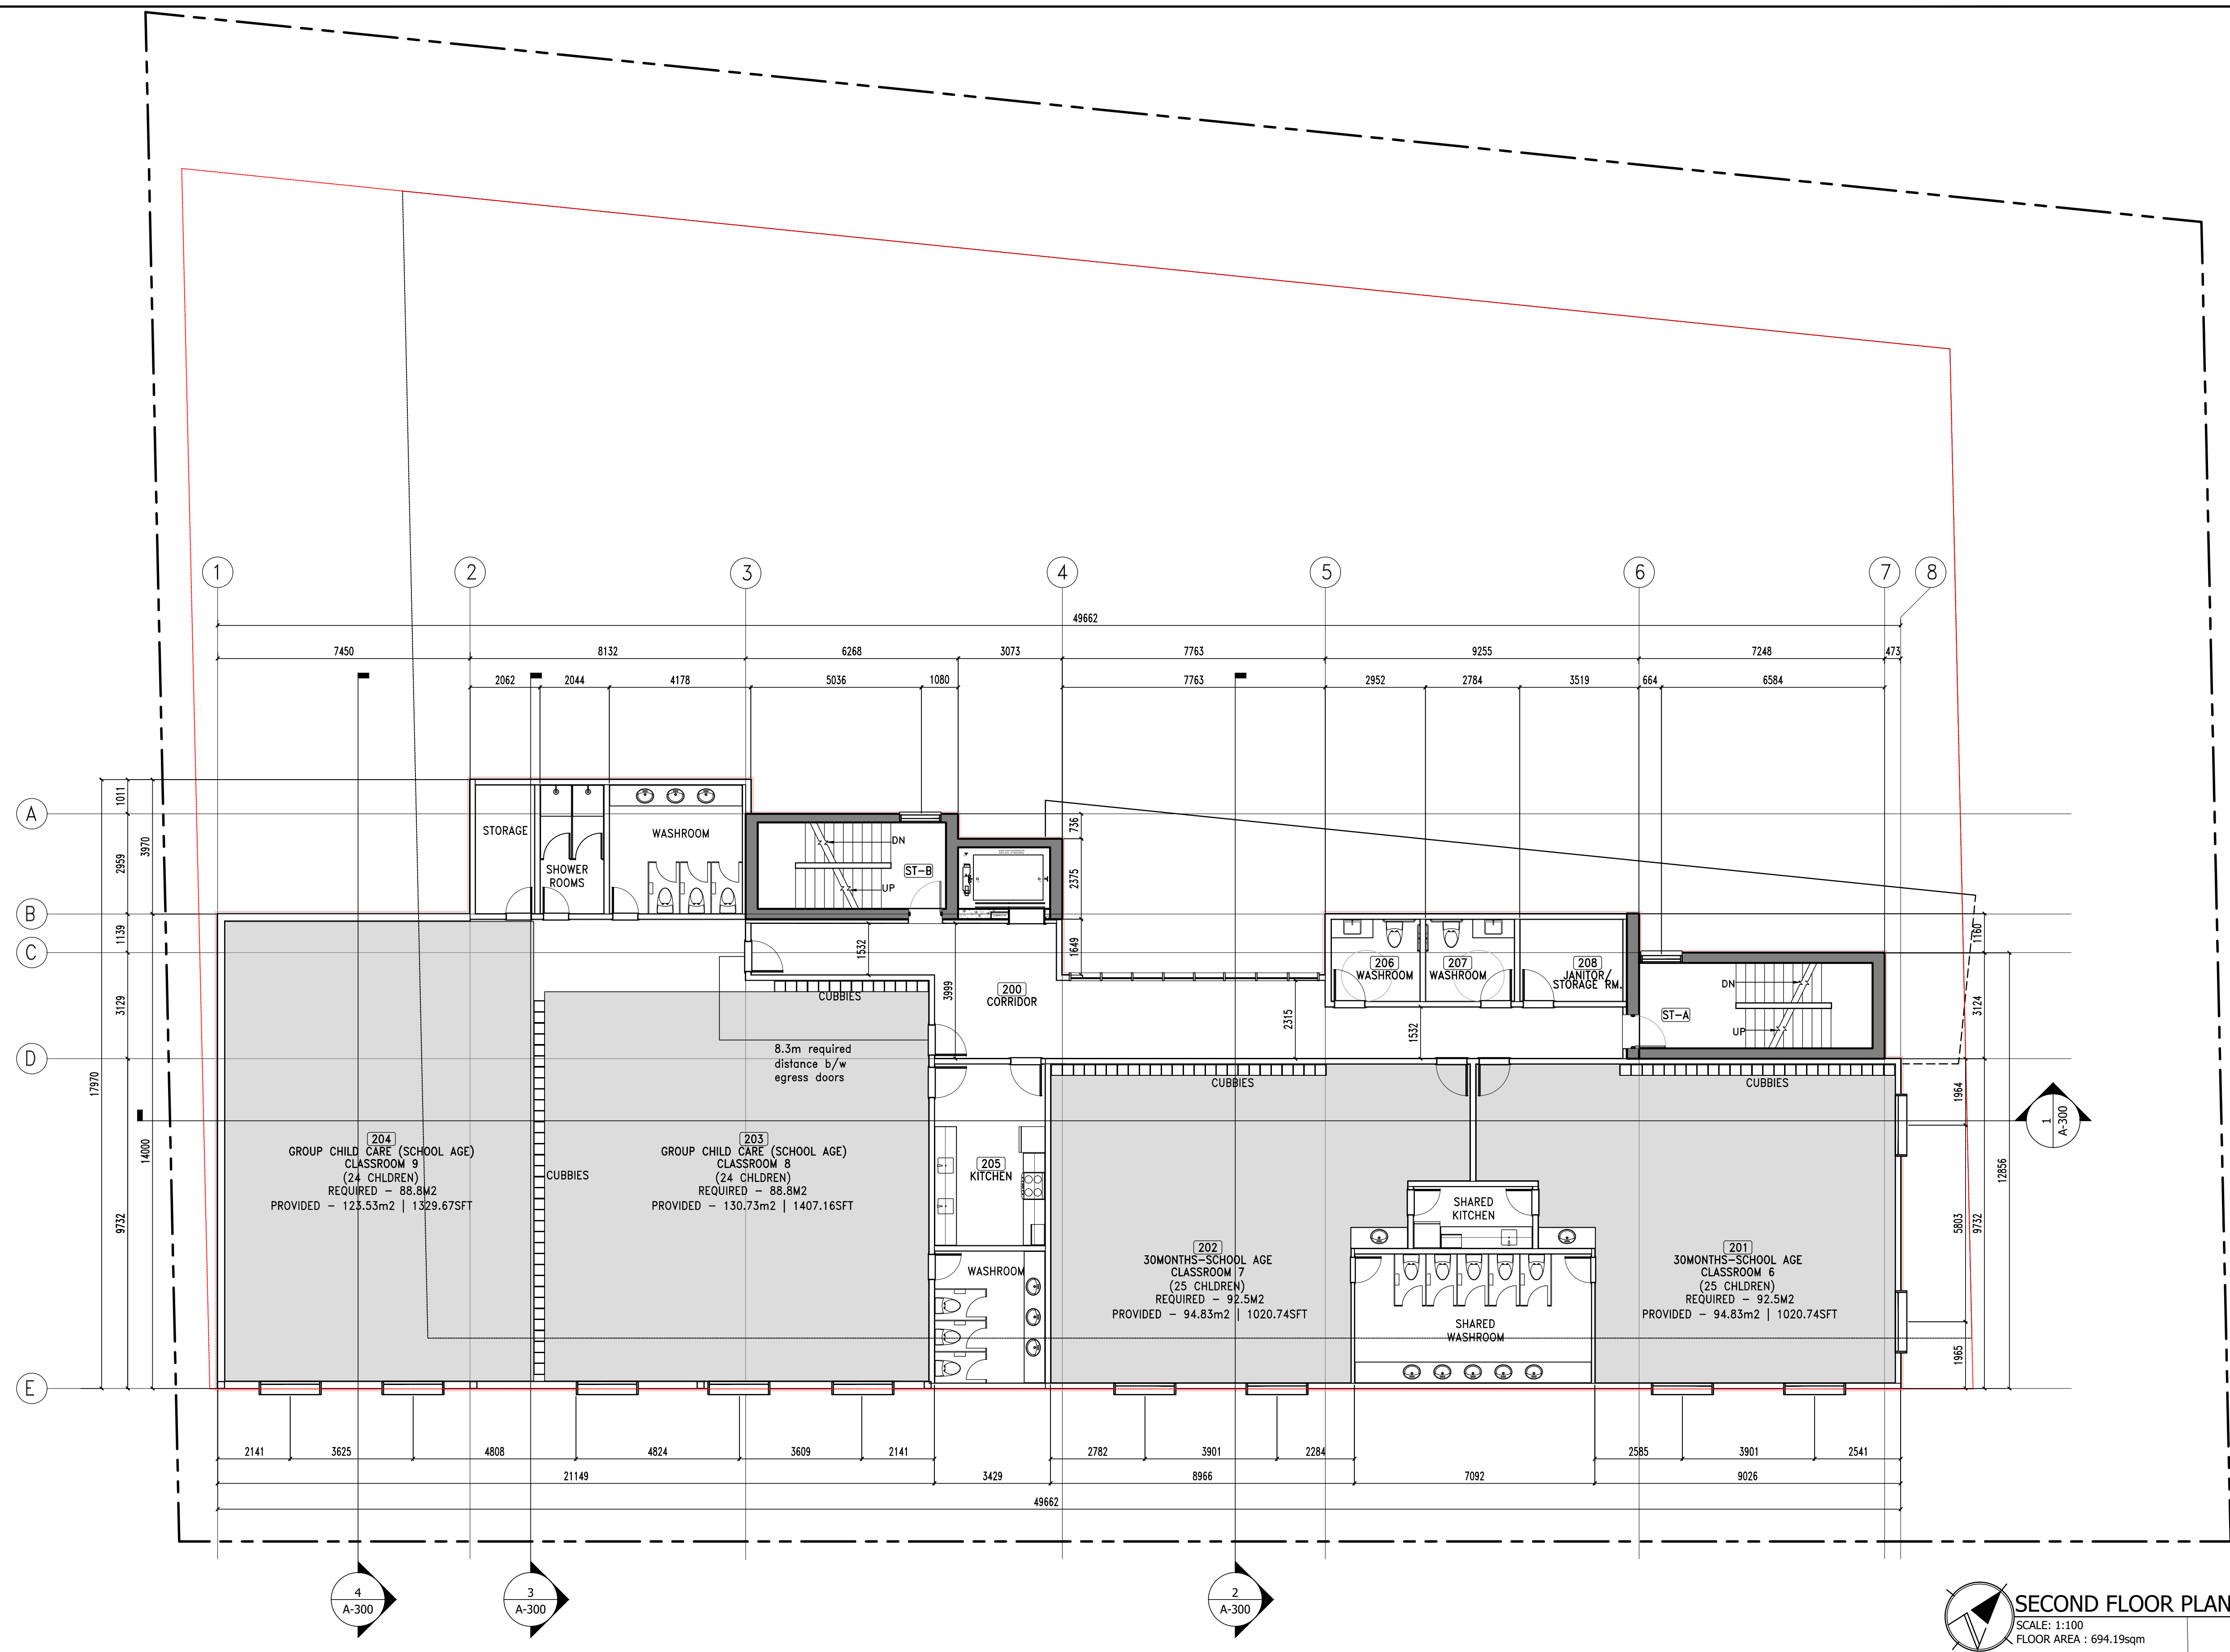 1
2
3
4
5
6
7
8
49662
7450
8132
6268
3073
7763
9255
7248
473
2062
2044
4178
5036
1080
7763
2952
2784
3519
664
6584
A
B
C
D
E
1011
2959
3970
1139
3129
17970
14000
9732
STORAGE
SHOWER
ROOMS
WASHROOM
DN
UP
ST-B
736
2375
1649
1532
3999
CUBBIES
200
CORRIDOR
2315
206
WASHROOM
207
WASHROOM
208
JANITOR/
STORAGE RM.
1532
DN
UP
ST-A
1160
3124
8.3m required
distance b/w
egress doors
CUBBIES
CUBBIES
CUBBIES
204
GROUP CHILD CARE (SCHOOL AGE)
CLASSROOM 9
(24 CHLDREN)
REQUIRED - 88.8M2
PROVIDED - 123.53m2 | 1329.67SFT
203
GROUP CHILD CARE (SCHOOL AGE)
CLASSROOM 8
(24 CHLDREN)
REQUIRED - 88.8M2
PROVIDED - 130.73m2 | 1407.16SFT
205
KITCHEN
WASHROOM
202
30MONTHS-SCHOOL AGE
CLASSROOM 7
(25 CHLDREN)
REQUIRED - 92.5M2
PROVIDED - 94.83m2 | 1020.74SFT
SHARED
KITCHEN
SHARED
WASHROOM
201
30MONTHS-SCHOOL AGE
CLASSROOM 6
(25 CHLDREN)
REQUIRED - 92.5M2
PROVIDED - 94.83m2 | 1020.74SFT
1964
5803
1965
9732
12856
1
A-300
2141
3625
4808
4824
3609
2141
2782
3901
2284
2585
3901
2541
21149
3429
8966
7092
9026
49662
4
A-300
3
A-300
2
A-300
SECOND FLOOR PLAN
SCALE: 1:100
FLOOR AREA : 694.19sqm